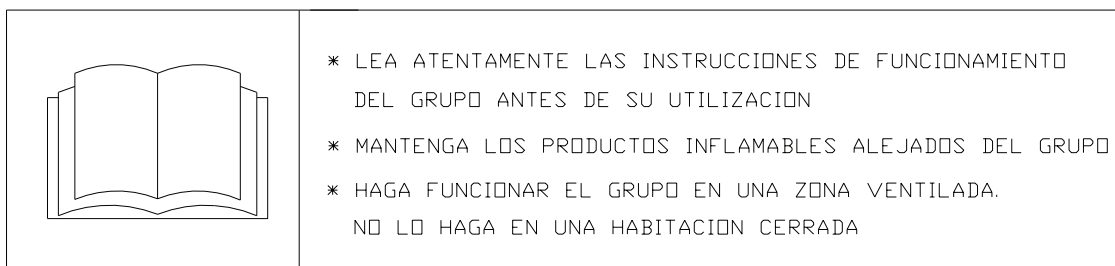 * LEA ATENTAMENTE LAS INSTRUCCIONES DE FUNCIONAMIENTO
DEL GRUPO ANTES DE SU UTILIZACION
* MANTENGA LOS PRODUCTOS INFLAMABLES ALEJADOS DEL GRUPO
* HAGA FUNCIONAR EL GRUPO EN UNA ZONA VENTILADA.
NO LO HAGA EN UNA HABITACION CERRADA